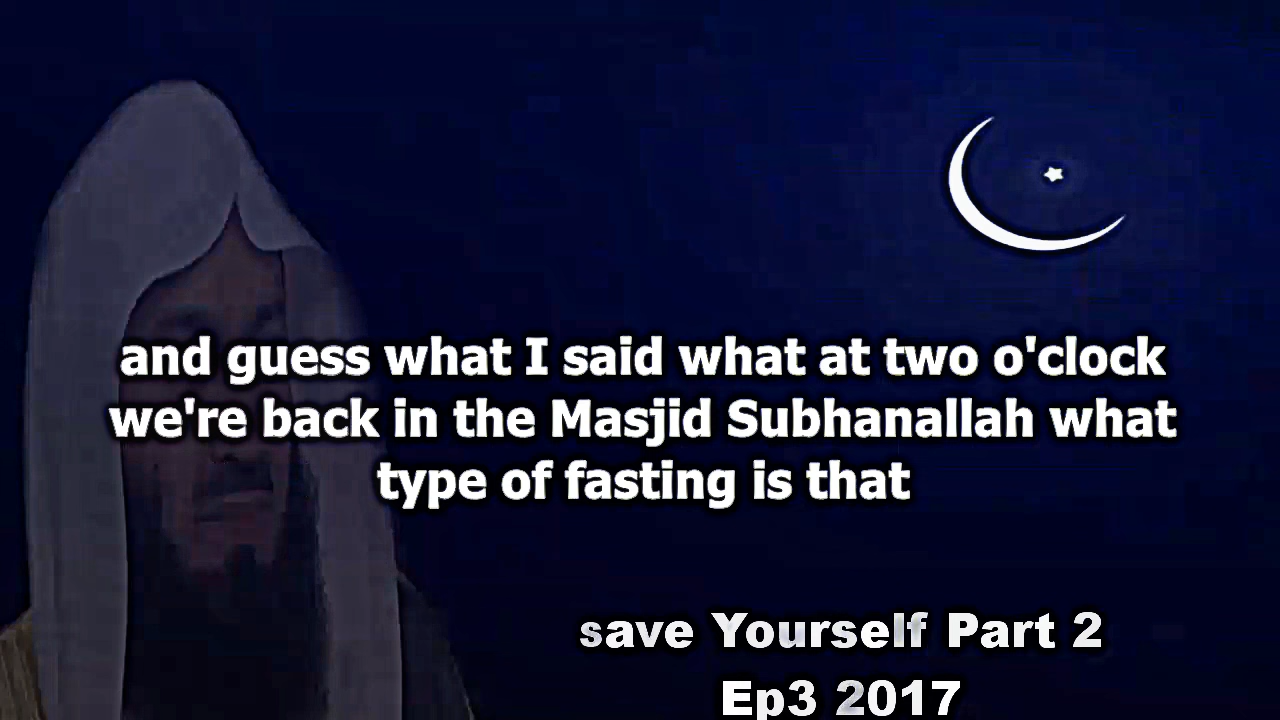 and guess what I said what at two o'clock
we're back in the Masjid Subhanallah what
type of fasting is that
save Yourself Part 2
Ep3 2017